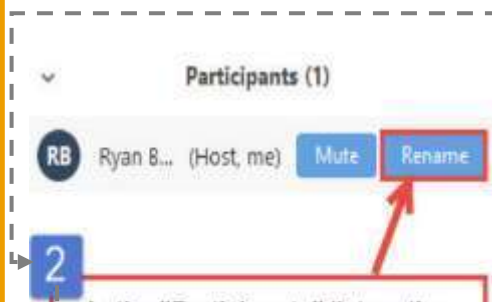 Participants (1)
RB Ryan B... (Host, me) Mute Rename
2